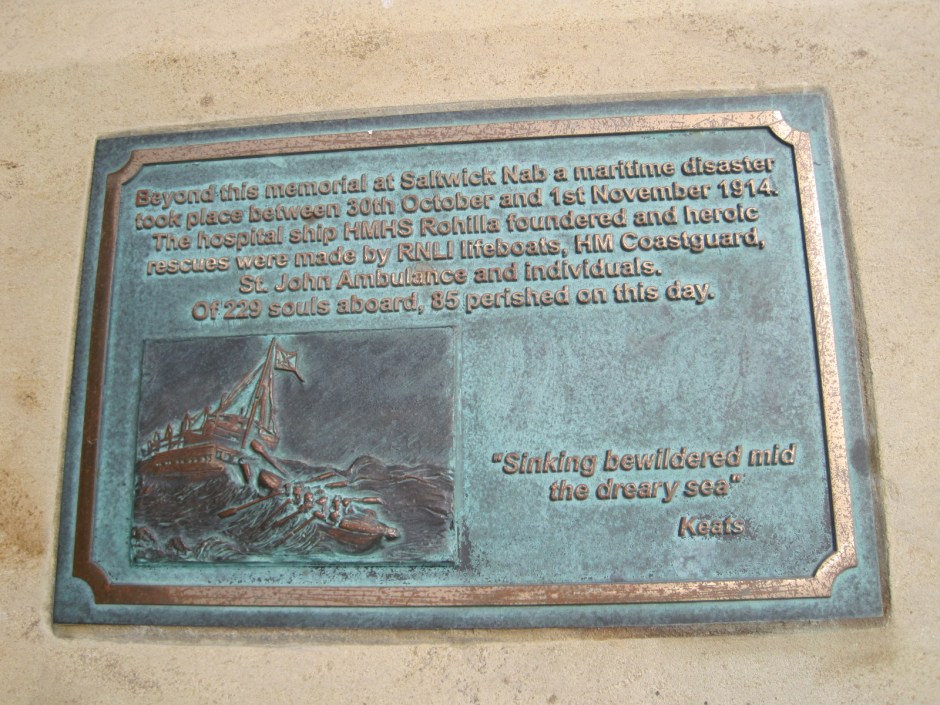 Beyond this memorial at Saltwick Nab a maritime disaster
took place between 30th October and 1st November 1914.
The hospital ship HMHS Rohilla foundered and heroic
rescues were made by RNLI lifeboats, HM Coastguard,
St. John Ambulance and individuals.
Of 229 souls aboard, 85 perished on this day.
"Sinking bewildered mid
the dreary sea"
Keats